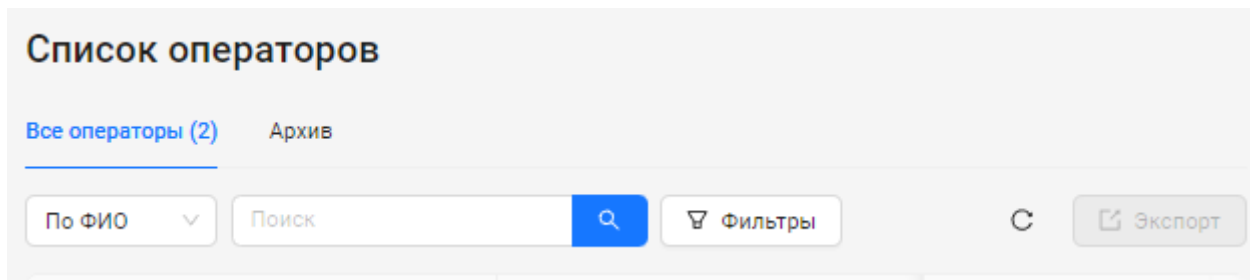 Список операторов
Все операторы (2) Архив
По ФИО Поиск Фильтры Экспорт